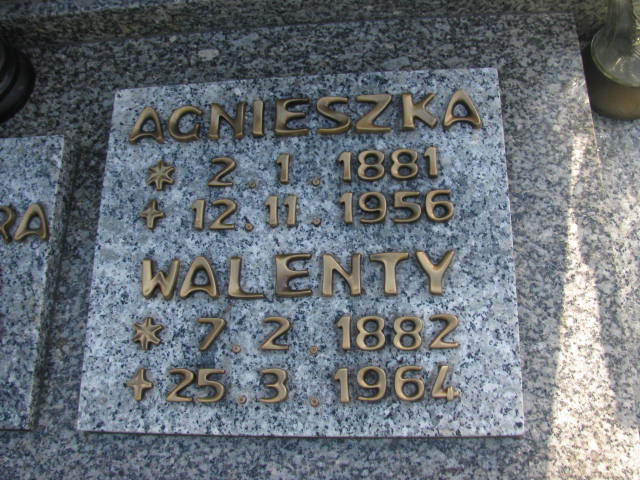 AGNIESZKA
* 2.1.1881
+ 12.11.1956
WALENTY
* 7.2.1882
+ 25.3.1964